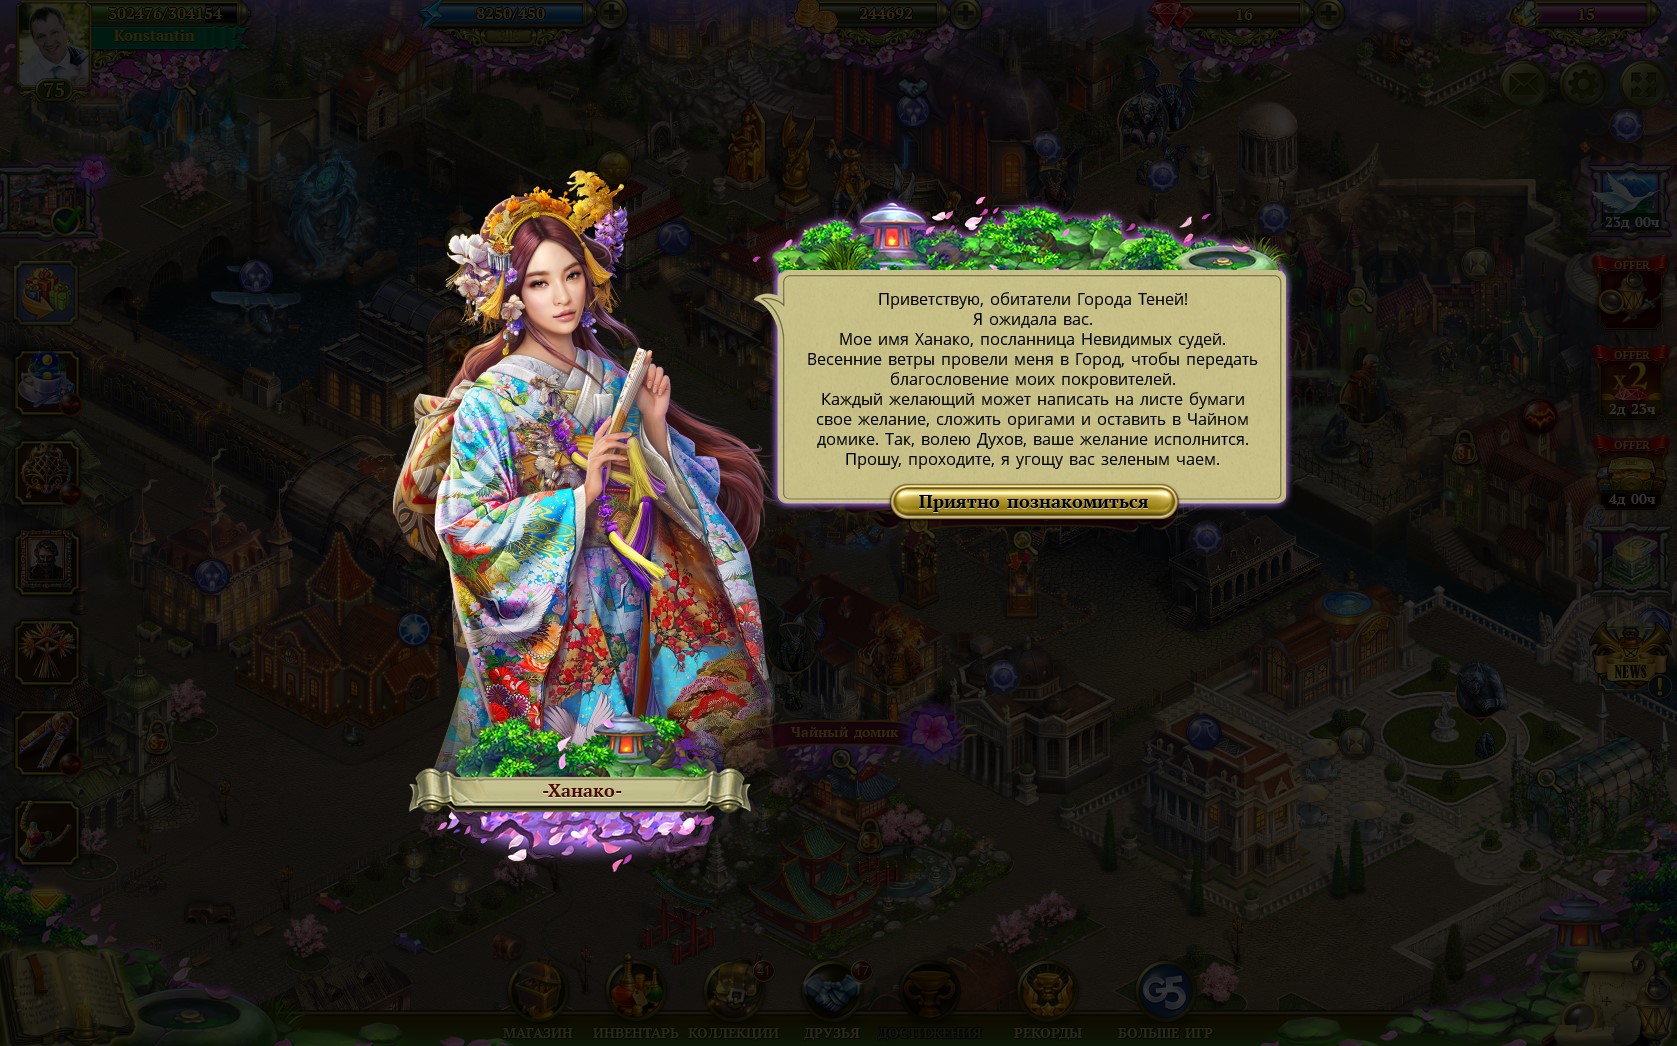 302476/304154
8250/450
244692
16
15
Konstantin
75
23д 00ч
OFFER
OFFER
x2
2д 23ч
OFFER
4д 00ч
Приветствую, обитатели Города Теней!
Я ожидала вас.
Мое имя Ханако, посланница Невидимых судей.
Весенние ветры провели меня в Город, чтобы передать
благословение моих покровителей.
Каждый желающий может написать на листе бумаги
свое желание, сложить оригами и оставить в Чайном
домике. Так, волею Духов, ваше желание исполнится.
Прошу, проходите, я угощу вас зеленым чаем.
Приятно познакомиться
81
NEWS
Чайный домик
87
-Ханако-
84
17
G5
МАГАЗИН
ИНВЕНТАРЬ
КОЛЛЕКЦИИ
ДРУЗЬЯ
ДОСТИЖЕНИЯ
РЕКОРДЫ
БОЛЬШЕ ИГР